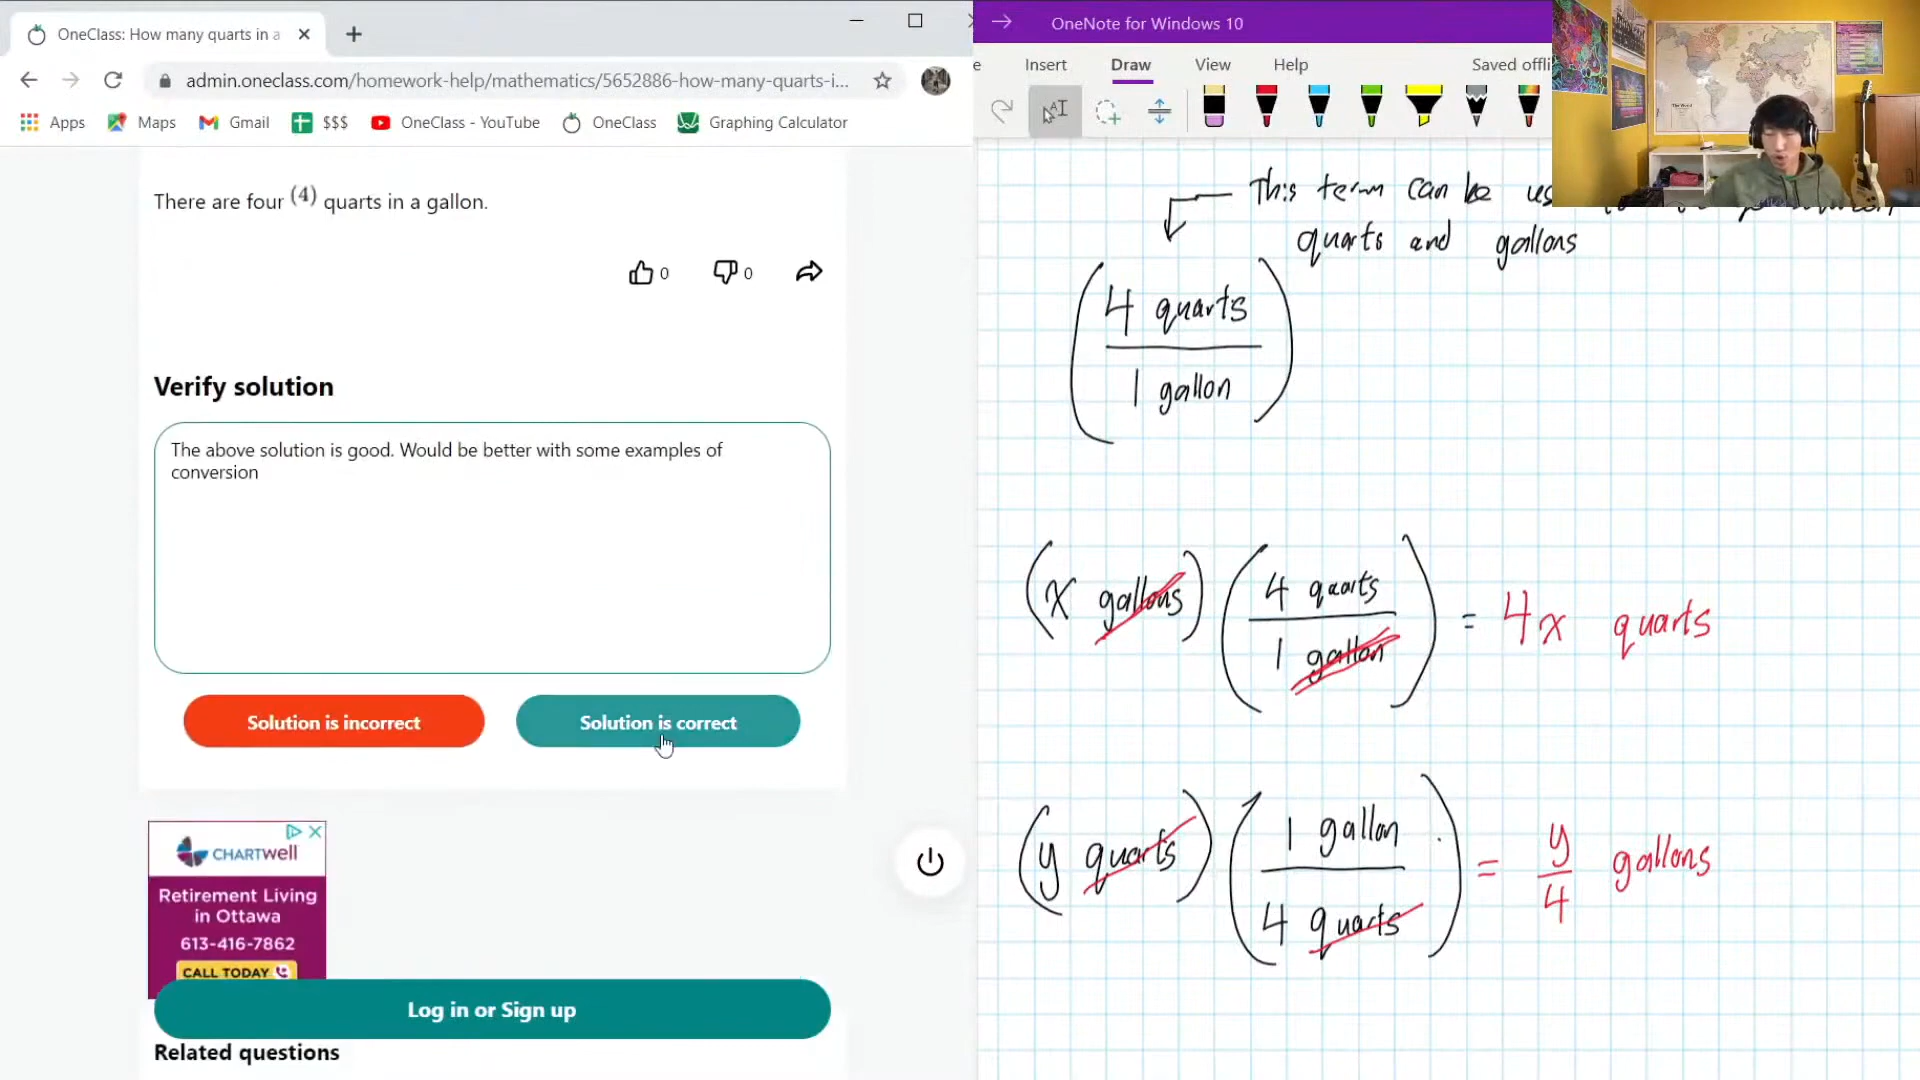 OneClass: How many quarts in a
admin.oneclass.com/homework-help/mathematics/5652886-how-many-quarts-i...
Apps
Maps
Gmail
$$$
OneClass - YouTube
OneClass
Graphing Calculator
There are four (4) quarts in a gallon.
0
0
Verify solution
The above solution is good. Would be better with some examples of
conversion
Solution is incorrect
Solution is correct
CHARTWELL
Retirement Living
in Ottawa
613-416-7862
CALL TODAY
Log in or Sign up
Related questions
OneNote for Windows 10
Insert
Draw
View
Help
Saved offli
This term can be us
quarts and gallons
(4 quarts
1 gallon)
(x gallons) (4 quarts
1 gallon) = 4x quarts
(y quarts) (1 gallon
4 quarts) = y
4 gallons